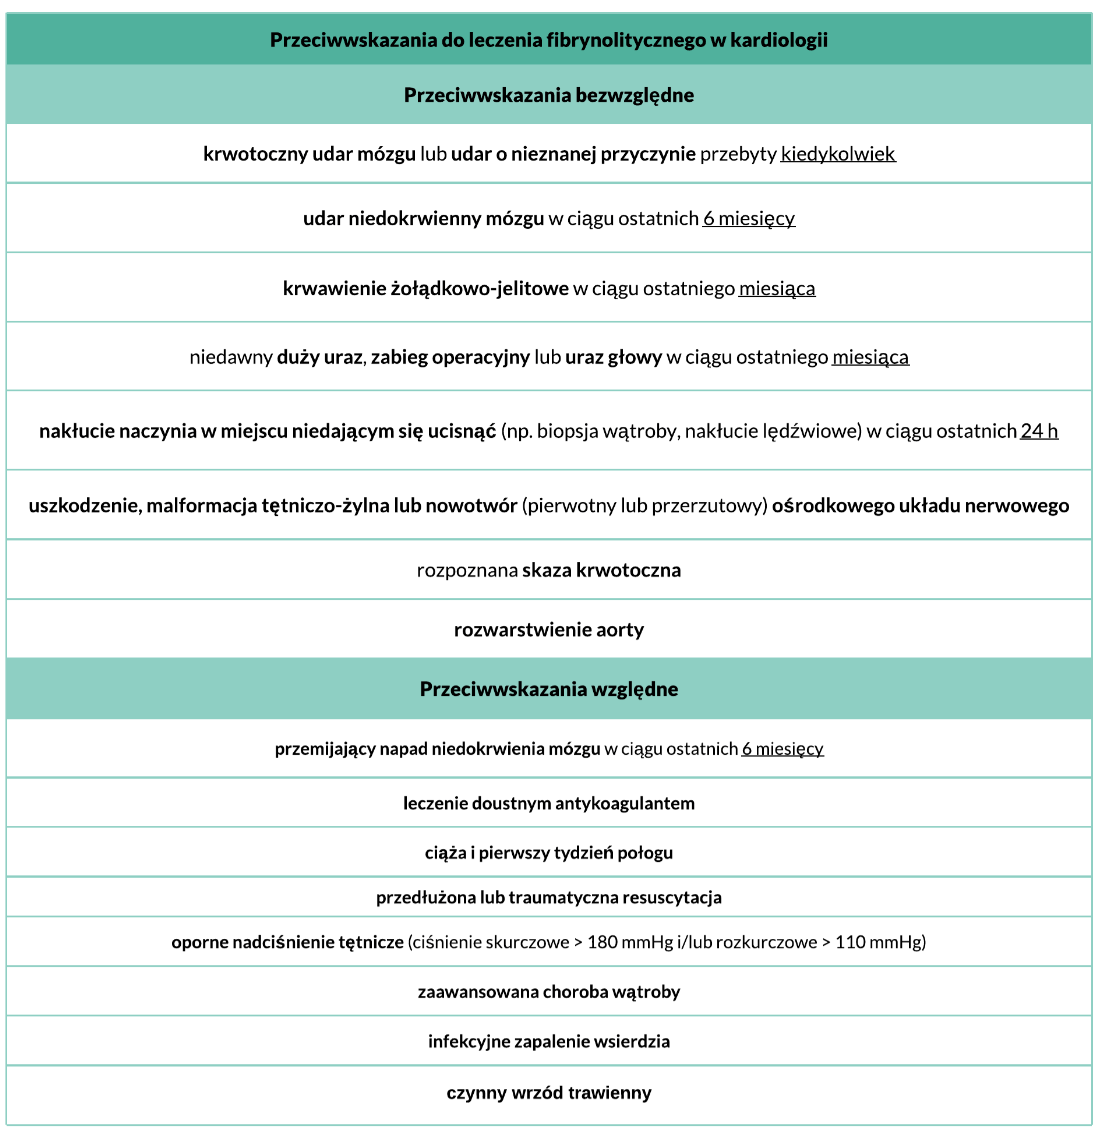 Przeciwwskazania do leczenia fibrynolitycznego w kardiologii
Przeciwwskazania bezwzględne
krwotoczny udar mózgu lub udar o nieznanej przyczynie przebyty kiedykolwiek
udar niedokrwienny mózgu w ciągu ostatnich 6 miesięcy
krwawienie żołądkowo-jelitowe w ciągu ostatniego miesiąca
niedawny duży uraz, zabieg operacyjny lub uraz głowy w ciągu ostatniego miesiąca
nakłucie naczynia w miejscu niedającym się ucisnąć (np. biopsja wątroby, nakłucie lędźwiowe) w ciągu ostatnich 24 h
uszkodzenie, malformacja tętniczo-żylna lub nowotwór (pierwotny lub przerzutowy) ośrodkowego układu nerwowego
rozpoznana skaza krwotoczna
rozwarstwienie aorty
Przeciwwskazania względne
przemijający napad niedokrwienia mózgu w ciągu ostatnich 6 miesięcy
leczenie doustnym antykoagulantem
ciąża i pierwszy tydzień połogu
przedłużona lub traumatyczna resuscytacja
oporne nadciśnienie tętnicze (ciśnienie skurczowe > 180 mmHg i/lub rozkurczowe > 110 mmHg)
zaawansowana choroba wątroby
infekcyjne zapalenie wsierdzia
czynny wrzód trawienny